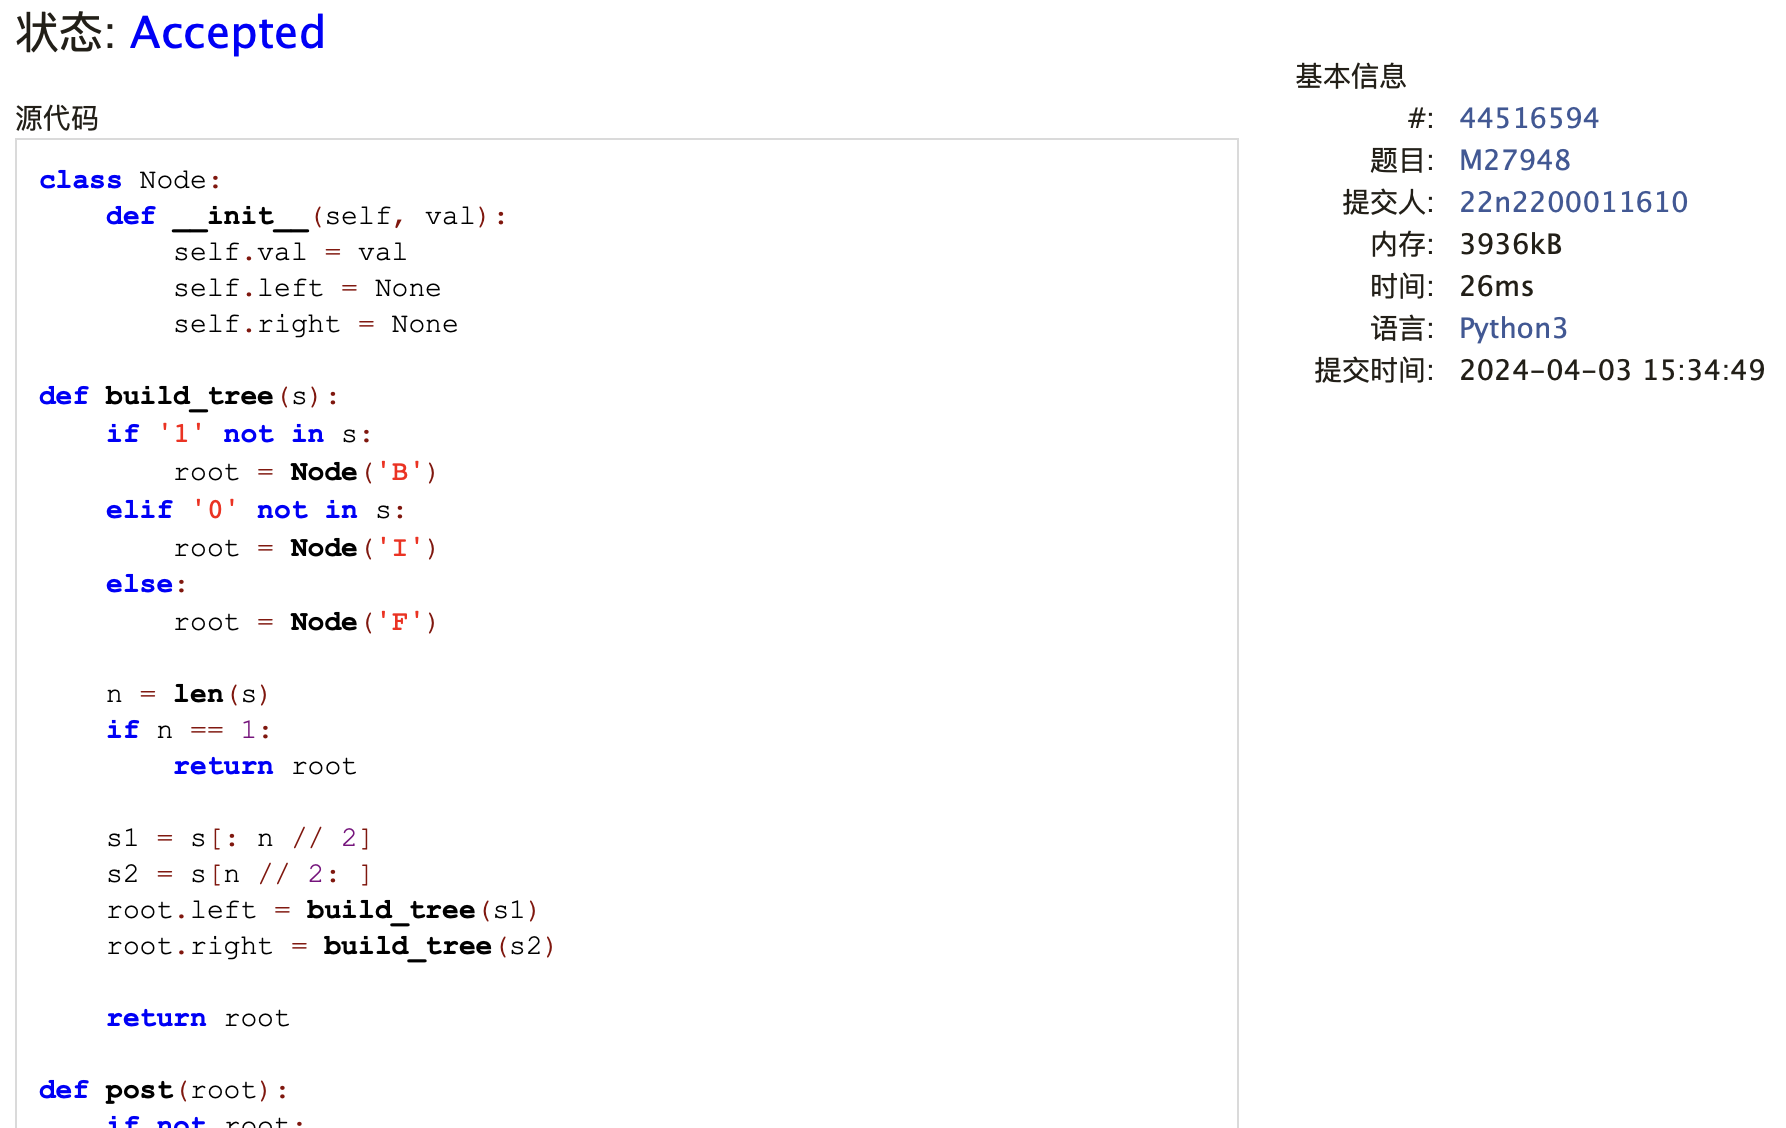 状态: Accepted
源代码
class Node:
    def __init__(self, val):
        self.val = val
        self.left = None
        self.right = None

def build_tree(s):
    if '1' not in s:
        root = Node('B')
    elif '0' not in s:
        root = Node('I')
    else:
        root = Node('F')

    n = len(s)
    if n == 1:
        return root

    s1 = s[: n // 2]
    s2 = s[n // 2: ]
    root.left = build_tree(s1)
    root.right = build_tree(s2)

    return root

def post(root):
    if not root:
基本信息
#: 44516594
题目: M27948
提交人: 22n2200011610
内存: 3936kB
时间: 26ms
语言: Python3
提交时间: 2024-04-03 15:34:49